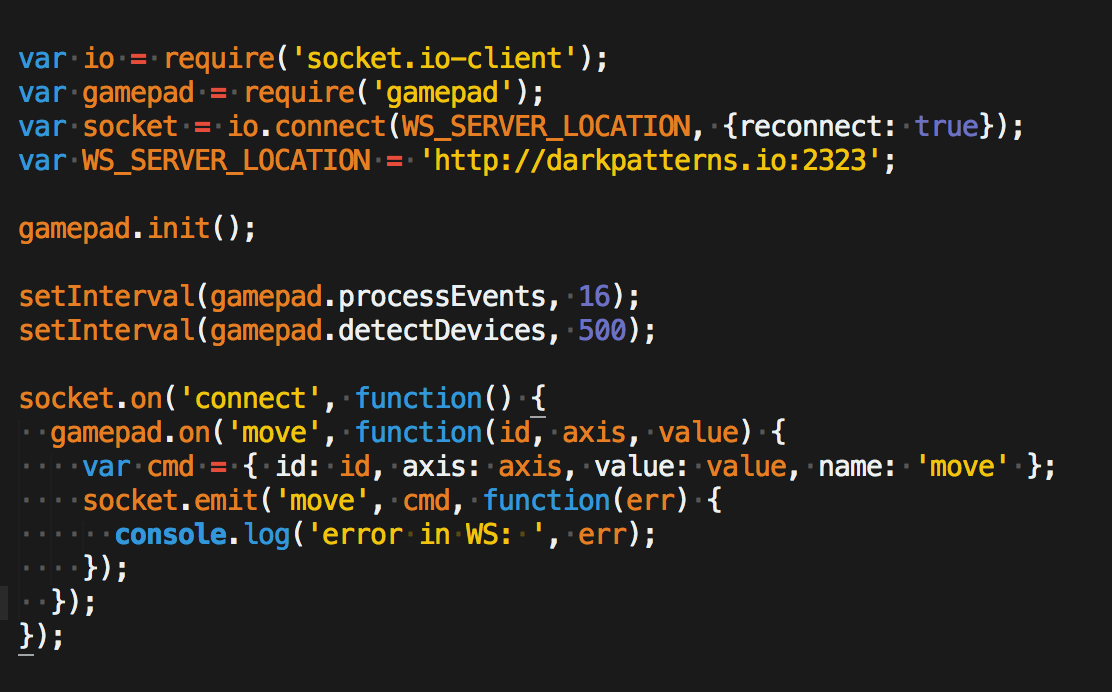 var io = require('socket.io-client');
var gamepad = require('gamepad');
var socket = io.connect(WS_SERVER_LOCATION, {reconnect: true});
var WS_SERVER_LOCATION = 'http://darkpatterns.io:2323';

gamepad.init();

setInterval(gamepad.processEvents, 16);
setInterval(gamepad.detectDevices, 500);

socket.on('connect', function() {
  gamepad.on('move', function(id, axis, value) {
    var cmd = { id: id, axis: axis, value: value, name: 'move' };
    socket.emit('move', cmd, function(err) {
      console.log('error in WS: ', err);
    });
  });
});